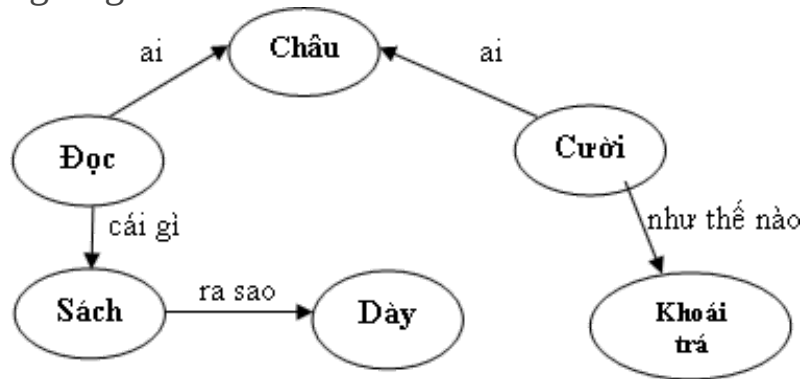 Châu
ai
ai
Đọc
Cười
cái gì
như thế nào
Sách
ra sao
Dày
Khoái
trá